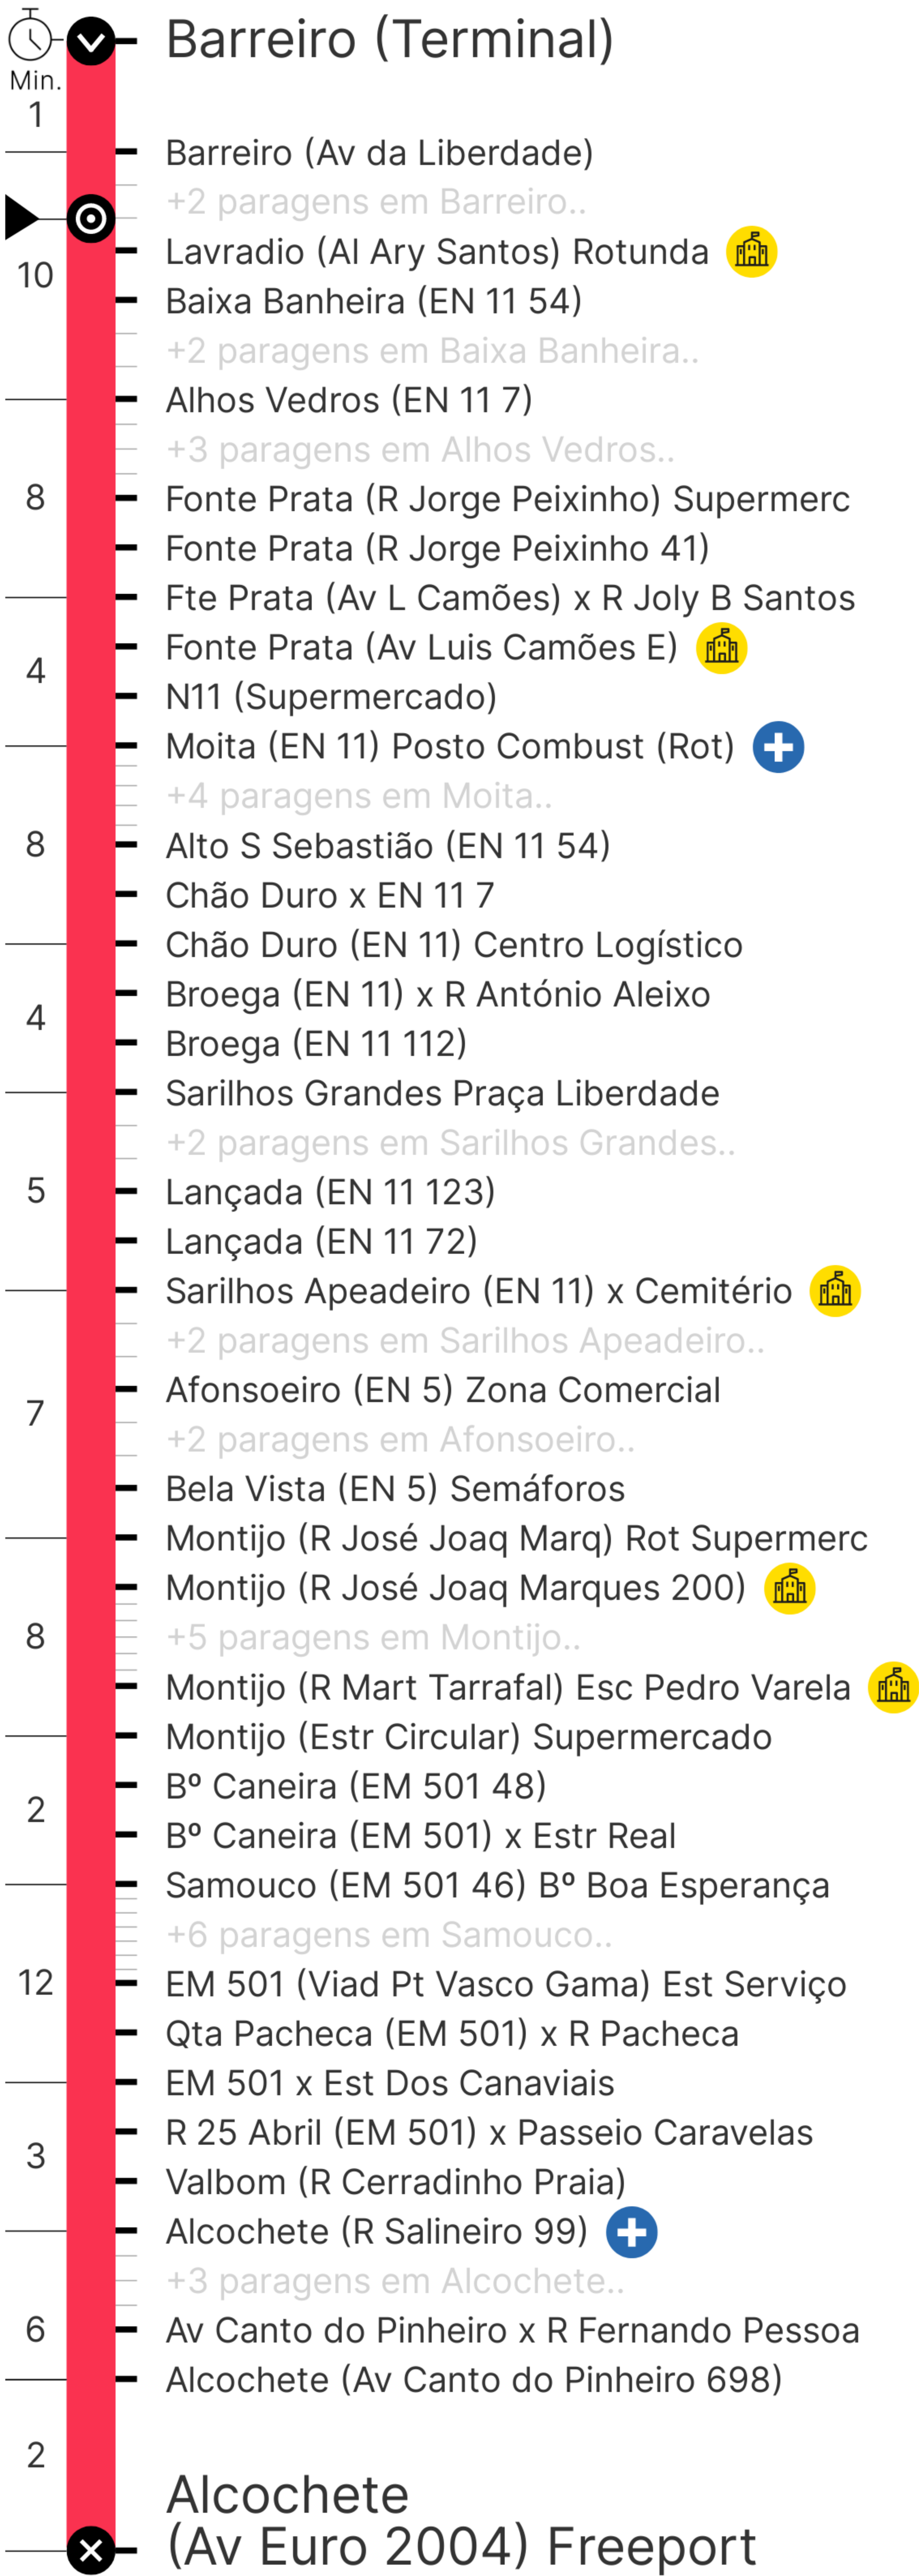 Barreiro (Terminal)
Min.
1
Barreiro (Av da Liberdade)
+2 paragens em Barreiro..
Lavradio (Al Ary Santos) Rotunda
10
Baixa Banheira (EN 11 54)
+2 paragens em Baixa Banheira..
Alhos Vedros (EN 11 7)
+3 paragens em Alhos Vedros..
8
Fonte Prata (R Jorge Peixinho) Supermerc
Fonte Prata (R Jorge Peixinho 41)
Fte Prata (Av L Camões) x R Joly B Santos
Fonte Prata (Av Luis Camões E)
4
N11 (Supermercado)
Moita (EN 11) Posto Combust (Rot)
+4 paragens em Moita..
8
Alto S Sebastião (EN 11 54)
Chão Duro x EN 11 7
Chão Duro (EN 11) Centro Logístico
Broega (EN 11) x R António Aleixo
4
Broega (EN 11 112)
Sarilhos Grandes Praça Liberdade
+2 paragens em Sarilhos Grandes..
5
Lançada (EN 11 123)
Lançada (EN 11 72)
Sarilhos Apeadeiro (EN 11) x Cemitério
+2 paragens em Sarilhos Apeadeiro..
Afonsoeiro (EN 5) Zona Comercial
7
+2 paragens em Afonsoeiro..
Bela Vista (EN 5) Semáforos
Montijo (R José Joaq Marq) Rot Supermerc
Montijo (R José Joaq Marques 200)
8
+5 paragens em Montijo..
Montijo (R Mart Tarrafal) Esc Pedro Varela
Montijo (Estr Circular) Supermercado
Bº Caneira (EM 501 48)
2
Bº Caneira (EM 501) x Estr Real
Samouco (EM 501 46) Bº Boa Esperança
+6 paragens em Samouco..
12
EM 501 (Viad Pt Vasco Gama) Est Serviço
Qta Pacheca (EM 501) x R Pacheca
EM 501 x Est Dos Canaviais
R 25 Abril (EM 501) x Passeio Caravelas
3
Valbom (R Cerradinho Praia)
Alcochete (R Salineiro 99)
+3 paragens em Alcochete..
6
Av Canto do Pinheiro x R Fernando Pessoa
Alcochete (Av Canto do Pinheiro 698)
2
Alcochete
(Av Euro 2004) Freeport